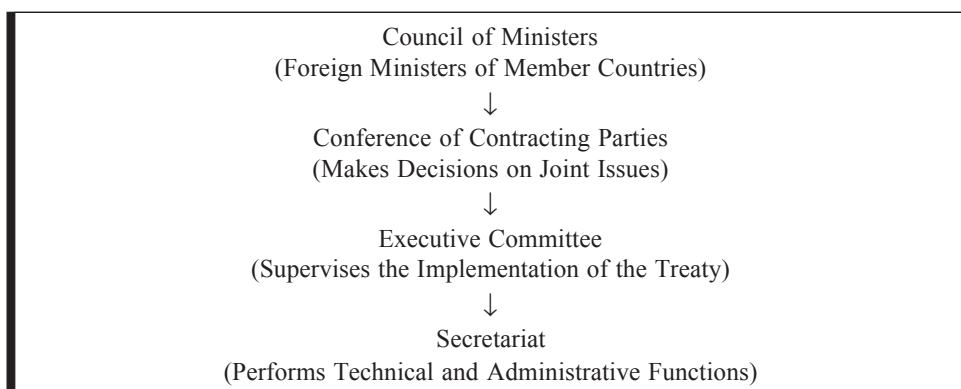 Council of Ministers
(Foreign Ministers of Member Countries)
↓
Conference of Contracting Parties
(Makes Decisions on Joint Issues)
↓
Executive Committee
(Supervises the Implementation of the Treaty)
↓
Secretariat
(Performs Technical and Administrative Functions)